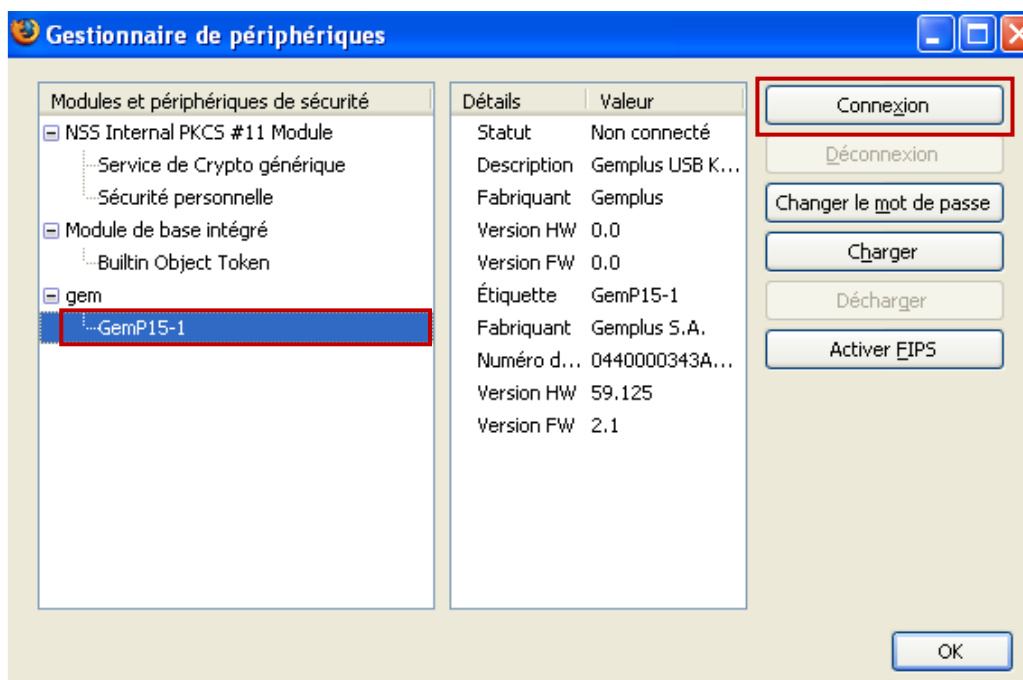 Gestionnaire de périphériques
Modules et périphériques de sécurité
NSS Internal PKCS #11 Module
Service de Crypto générique
Sécurité personnelle
Module de base intégré
Builtin Object Token
gem
GemP15-1
Détails Valeur
Statut Non connecté
Description Gemplus USB K...
Fabriquant Gemplus
Version HW 0.0
Version FW 0.0
Étiquette GemP15-1
Fabriquant Gemplus S.A.
Numéro d... 0440000343A...
Version HW 59.125
Version FW 2.1
Connexion
Déconnexion
Changer le mot de passe
Charger
Décharger
Activer FIPS
OK